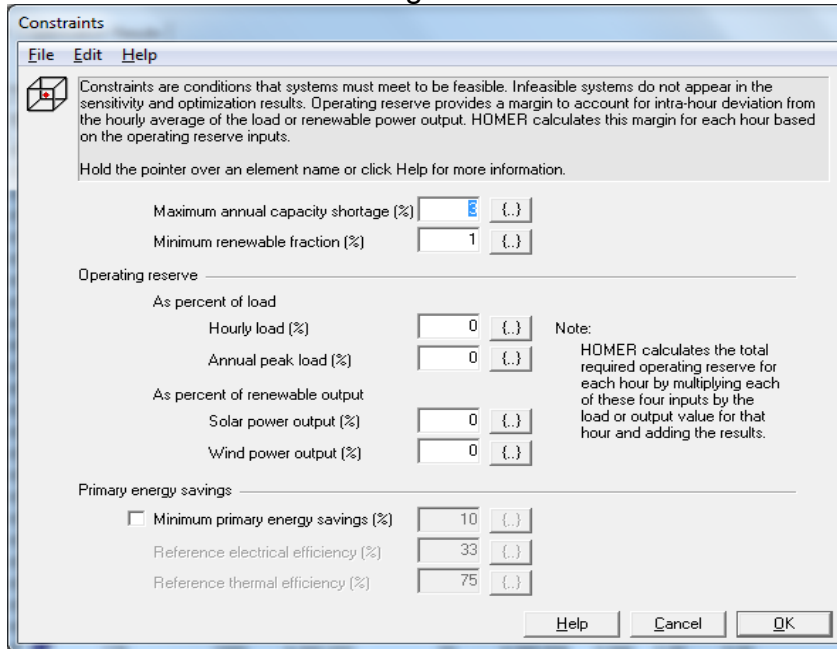 Constraints
File Edit Help
Constraints are conditions that systems must meet to be feasible. Infeasible systems do not appear in the
sensitivity and optimization results. Operating reserve provides a margin to account for intra-hour deviation from
the hourly average of the load or renewable power output. HOMER calculates this margin for each hour based
on the operating reserve inputs.
Hold the pointer over an element name or click Help for more information.
Maximum annual capacity shortage (%) 3 {..}
Minimum renewable fraction (%) 1 {..}
Operating reserve
As percent of load
Hourly load (%) 0 {..}
Annual peak load (%) 0 {..}
As percent of renewable output
Solar power output (%) 0 {..}
Wind power output (%) 0 {..}
Note:
HOMER calculates the total
required operating reserve for
each hour by multiplying each
of these four inputs by the
load or output value for that
hour and adding the results.
Primary energy savings
Minimum primary energy savings (%) 10 {..}
Reference electrical efficiency (%) 33 {..}
Reference thermal efficiency (%) 75 {..}
Help Cancel OK